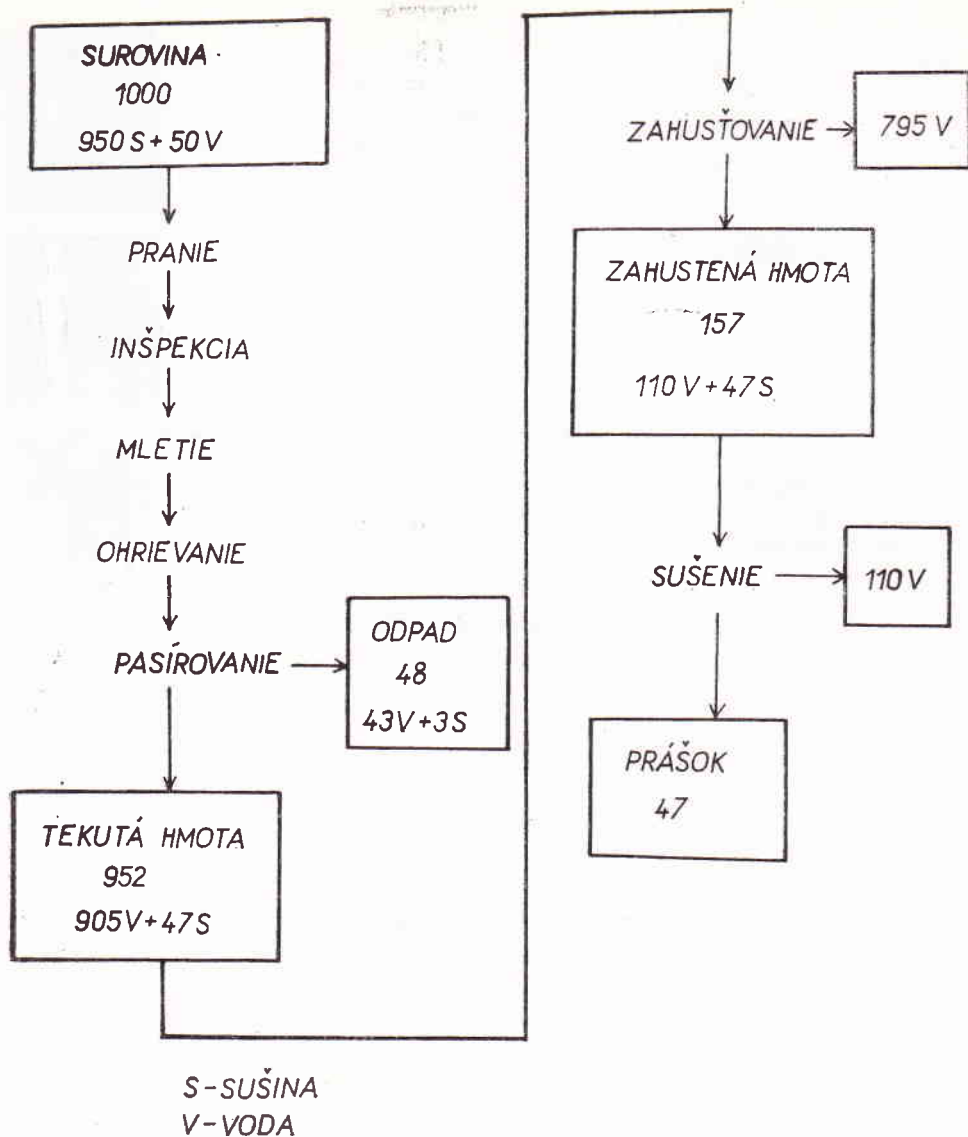 SUROVINA
1000
950 S + 50 V
PRANIE
INŠPEKCIA
MLETIE
OHRIEVANIE
PASÍROVANIE
ODPAD
48
43V+3S
TEKUTÁ HMOTA
952
905V+47S
ZAHUSŤOVANIE
795 V
ZAHUSTENÁ HMOTA
157
110 V + 47 S
SUŠENIE
110 V
PRÁŠOK
47
S-SUŠINA
V-VODA